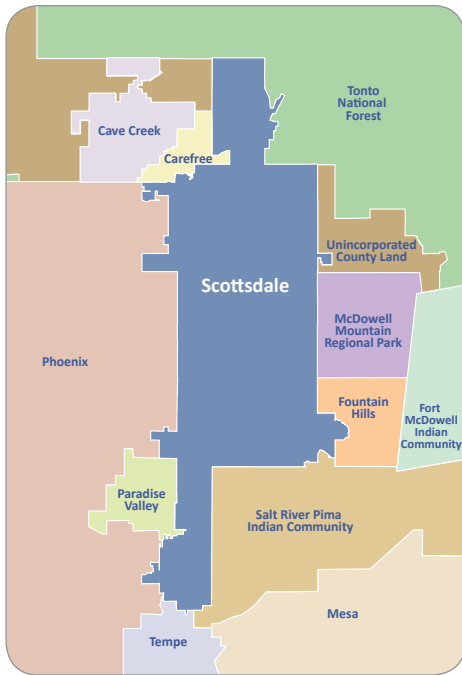 Tonto
National
Forest
Cave Creek
Carefree
Unincorporated
County Land
Scottsdale
McDowell
Mountain
Regional Park
Phoenix
Fountain
Hills
Fort
McDowell
Indian
Community
Paradise
Valley
Salt River Pima
Indian Community
Mesa
Tempe